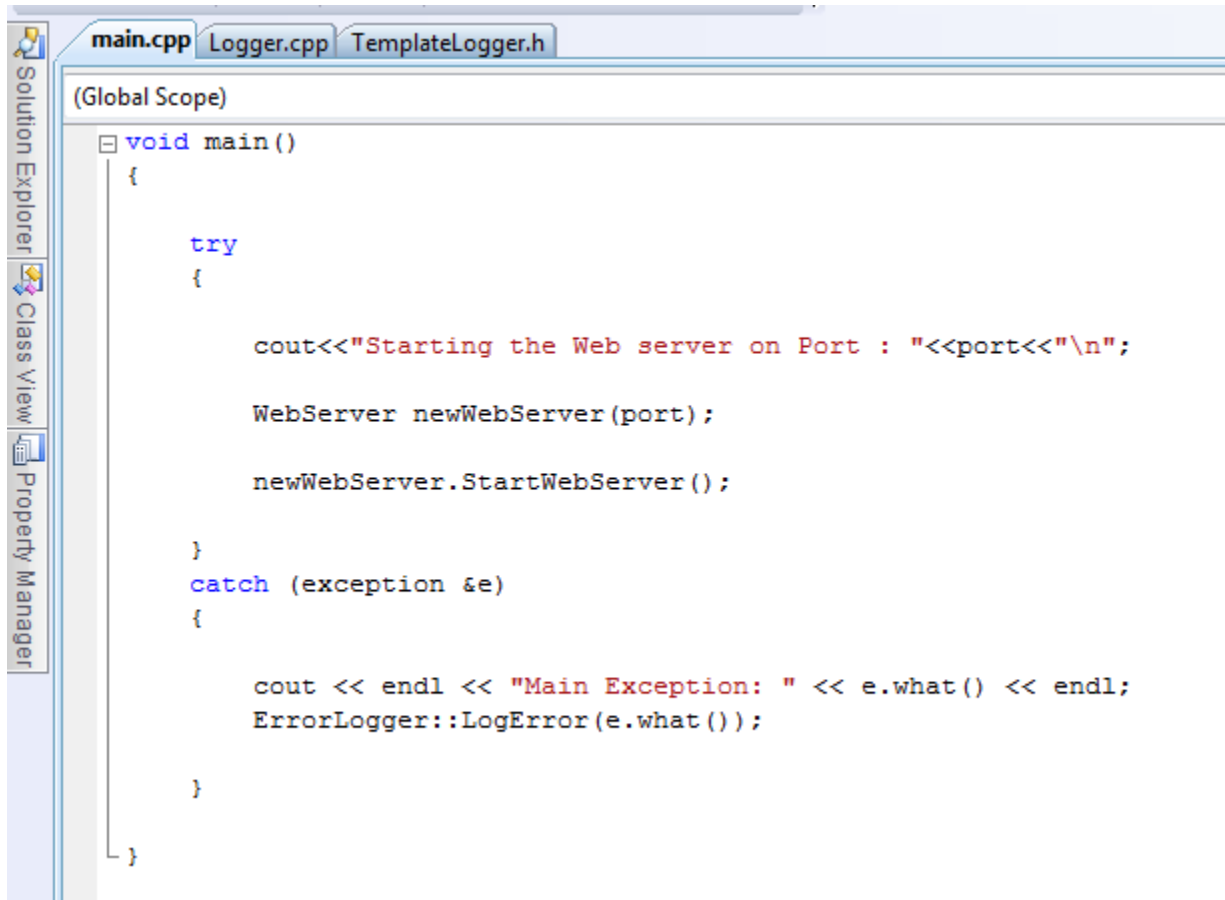 main.cpp Logger.cpp TemplateLogger.h
(Global Scope)
Solution Explorer
Class View
Property Manager
void main()
{
try
{
cout<<"Starting the Web server on Port : "<<port<<"\n";
WebServer newWebServer(port);
newWebServer.StartWebServer();
}
catch (exception &e)
{
cout << endl << "Main Exception: " << e.what() << endl;
ErrorLogger::LogError(e.what());
}
}